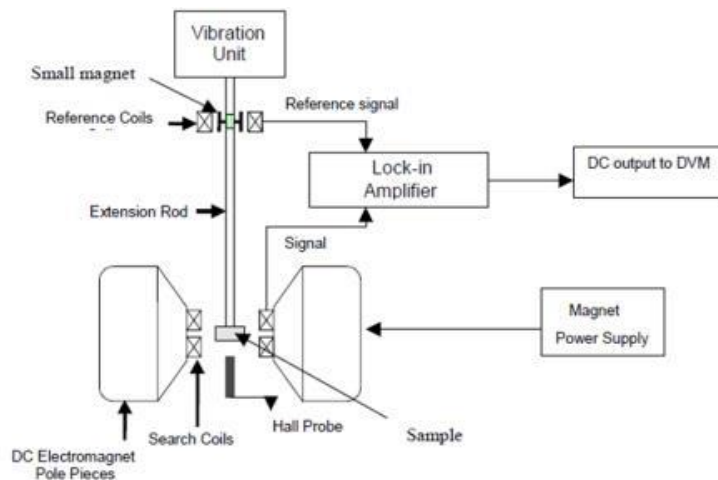 Vibration
Unit
Small magnet
Reference Coils
Reference signal
Lock-in
Amplifier
DC output to DVM
Extension Rod
Signal
Magnet
Power Supply
Search Coils
Hall Probe
Sample
DC Electromagnet
Pole Pieces